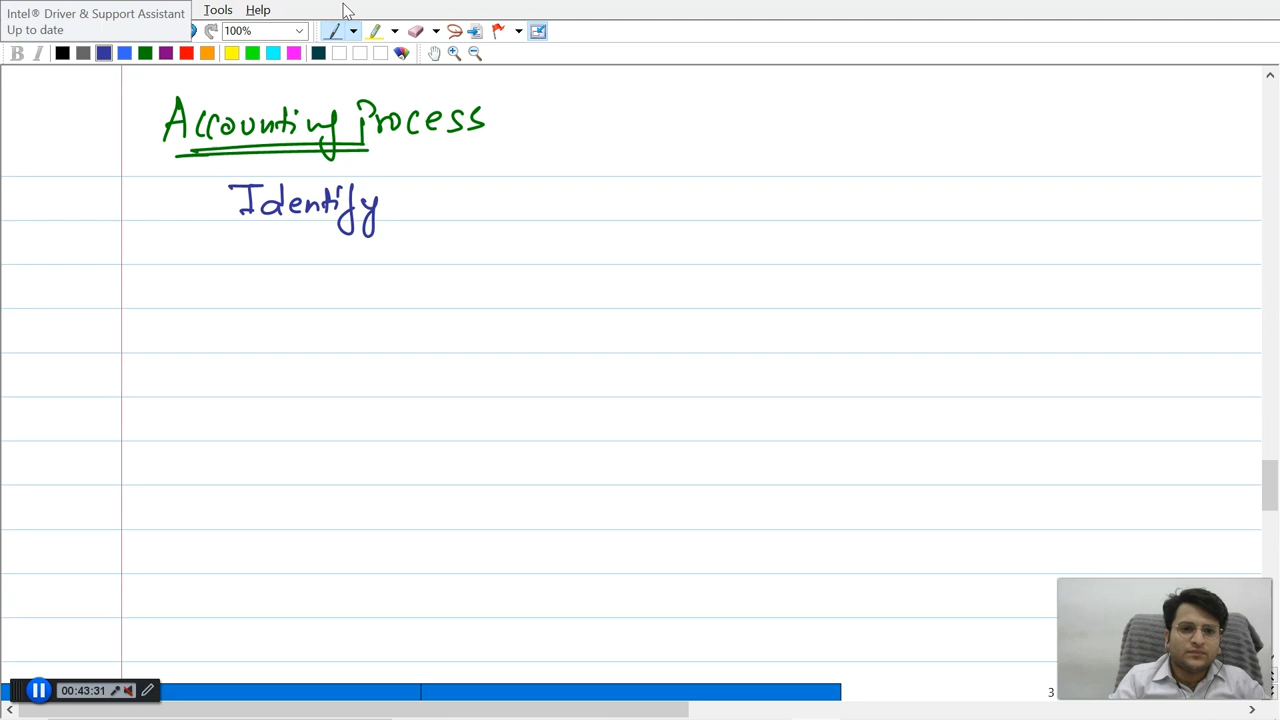 Intel® Driver & Support Assistant
Up to date
Tools Help
100%
B I
Accounting Process
Identify
00:43:31
3